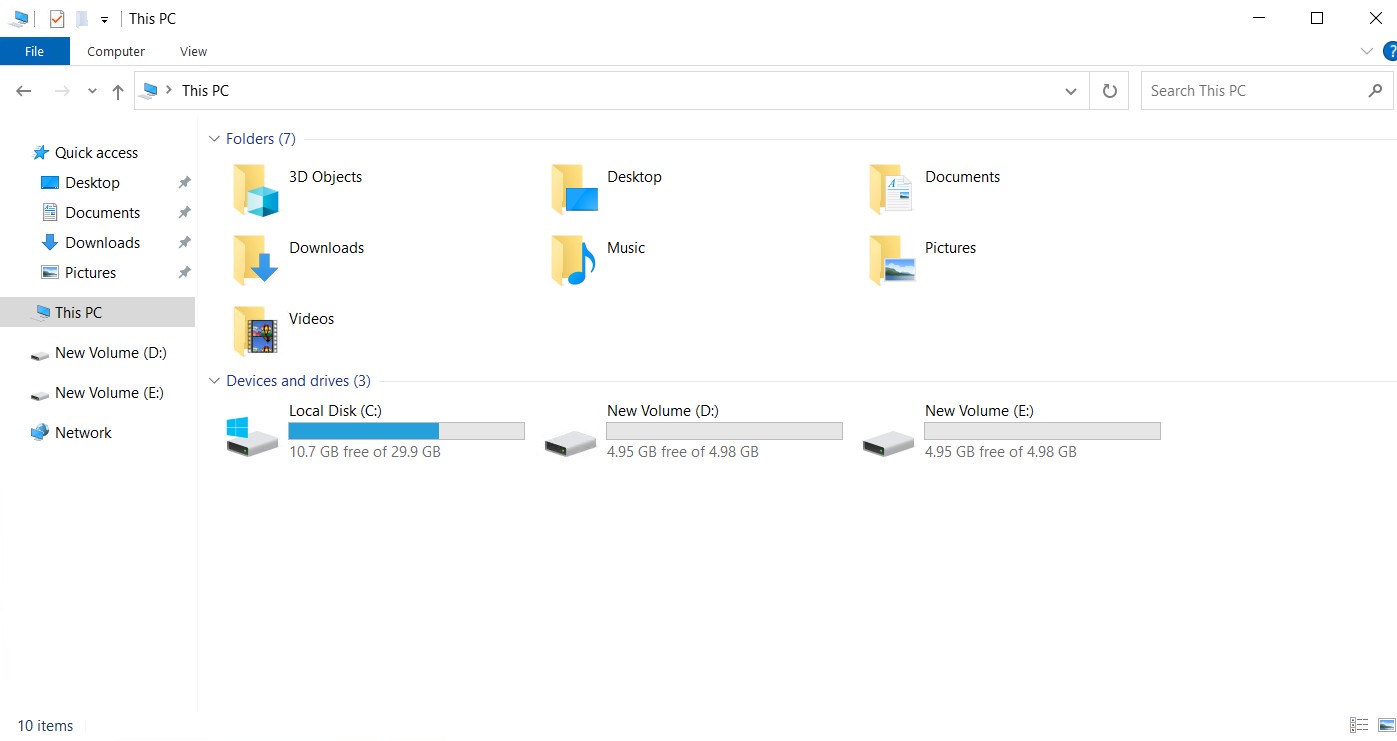 This PC
File Computer View
This PC
Search This PC
Quick access
Desktop
Documents
Downloads
Pictures
This PC
New Volume (D:)
New Volume (E:)
Network
Folders (7)
3D Objects
Desktop
Documents
Downloads
Music
Pictures
Videos
Devices and drives (3)
Local Disk (C:)
10.7 GB free of 29.9 GB
New Volume (D:)
4.95 GB free of 4.98 GB
New Volume (E:)
4.95 GB free of 4.98 GB
10 items